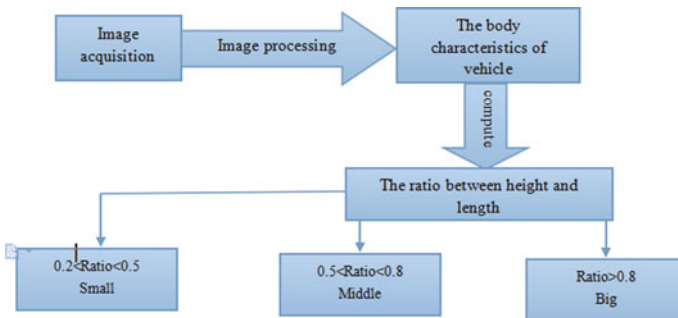 Image
acquisition
Image processing
The body
characteristics of
vehicle
compute
The ratio between height and
length
0.2<Ratio<0.5
Small
0.5<Ratio<0.8
Middle
Ratio>0.8
Big